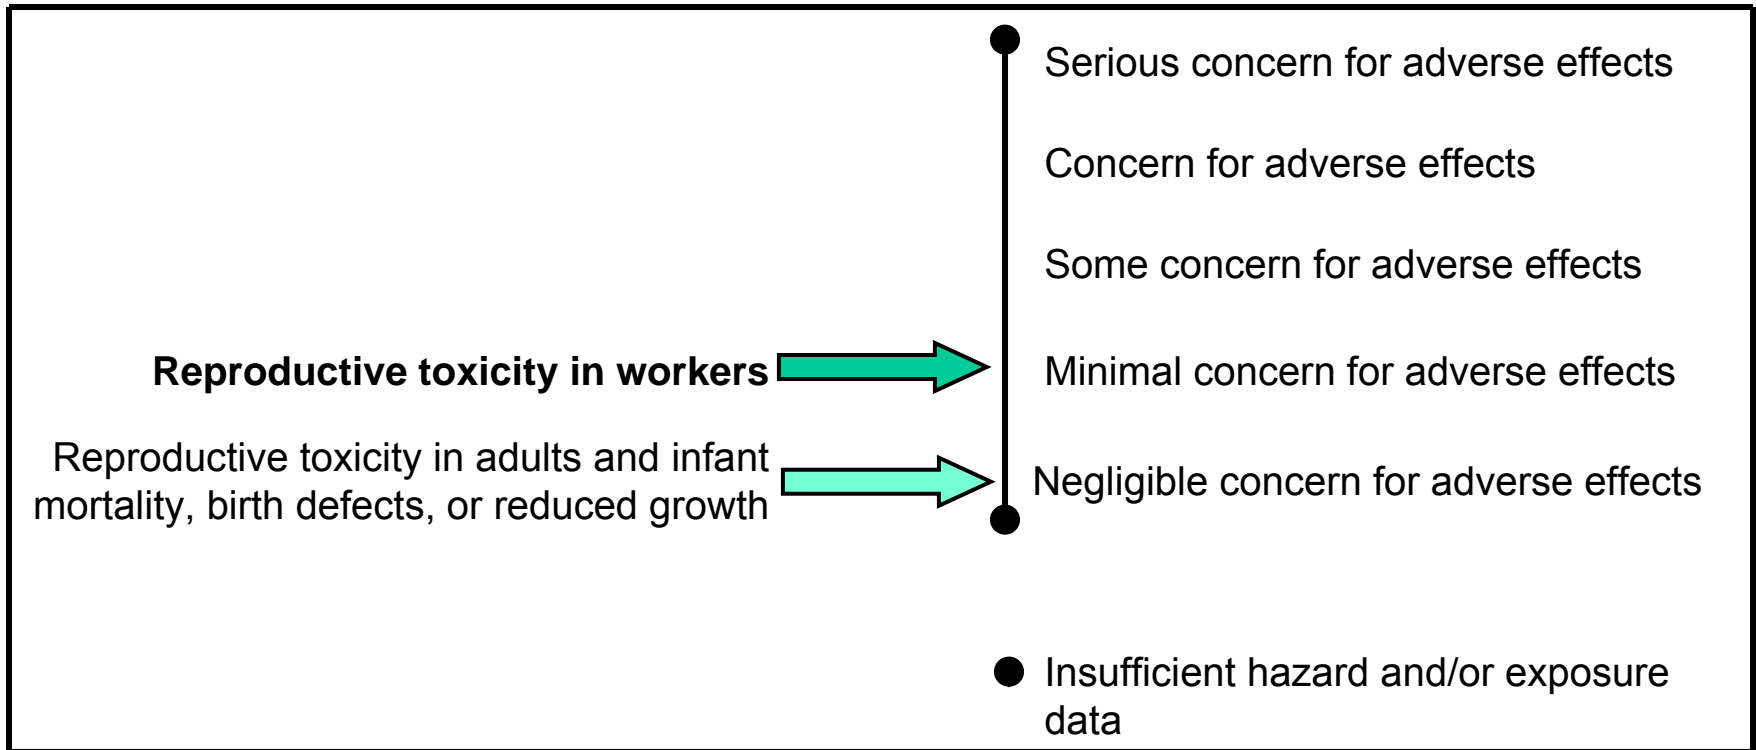 Serious concern for adverse effects
Concern for adverse effects
Some concern for adverse effects
Reproductive toxicity in workers
Minimal concern for adverse effects
Reproductive toxicity in adults and infant
mortality, birth defects, or reduced growth
Negligible concern for adverse effects
Insufficient hazard and/or exposure
data